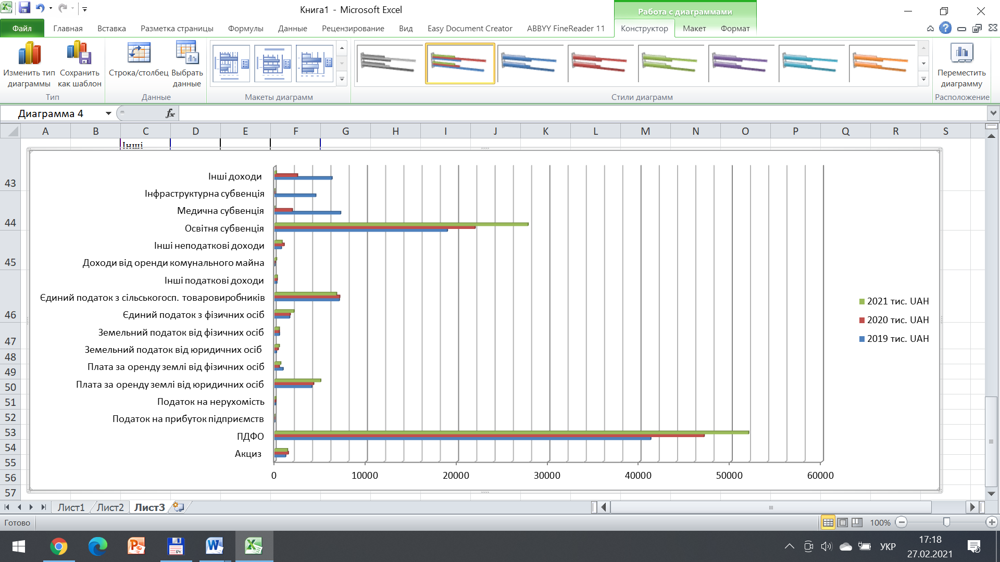 Книга1 - Microsoft Excel
Работа с диаграммами
Файл Главная Вставка Разметка страницы Формулы Данные Рецензирование Вид Easy Document Creator ABBYY FineReader 11 Конструктор Макет Формат
Изменить тип диаграммы
Сохранить как шаблон
Строка/столбец
Выбрать данные
Переместить диаграмму
Тип Данные Макеты диаграмм Стили диаграмм Расположение
Диаграмма 4 fx
A B C D E F G H I J K L M N O P Q R S
Інші
43
44
45
46
47
48
49
50
51
52
53
54
55
56
57
Інші доходи
Інфраструктурна субвенція
Медична субвенція
Освітня субвенція
Інші неподаткові доходи
Доходи від оренди комунального майна
Інші податкові доходи
Єдиний податок з сільськогосп. товаровиробників
Єдиний податок з фізичних осіб
Земельний податок від фізичних осіб
Земельний податок від юридичних осіб
Плата за оренду землі від фізичних осіб
Плата за оренду землі від юридичних осіб
Податок на нерухомість
Податок на прибуток підприємств
ПДФО
Акциз
0 10000 20000 30000 40000 50000 60000
2021 тис. UAH
2020 тис. UAH
2019 тис. UAH
Лист1 Лист2 Лист3
Готово 100%
УКР 17:18
27.02.2021